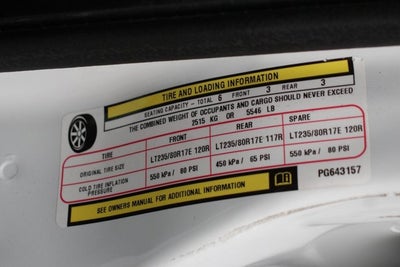 TIRE AND LOADING INFORMATION
SEATING CAPACITY - TOTAL 6 FRONT 3 REAR 3
THE COMBINED WEIGHT OF OCCUPANTS AND CARGO SHOULD NEVER EXCEED
2515 KG OR 5546 LB
TIRE FRONT REAR SPARE
ORIGINAL TIRE SIZE LT235/80R17E 120R LT235/80R17E 117R LT235/80R17E 120R
COLD TIRE INFLATION PRESSURE 550 kPa / 80 PSI 450 kPa / 65 PSI 550 kPa / 80 PSI
SEE OWNERS MANUAL FOR ADDITIONAL INFORMATION
PG643157